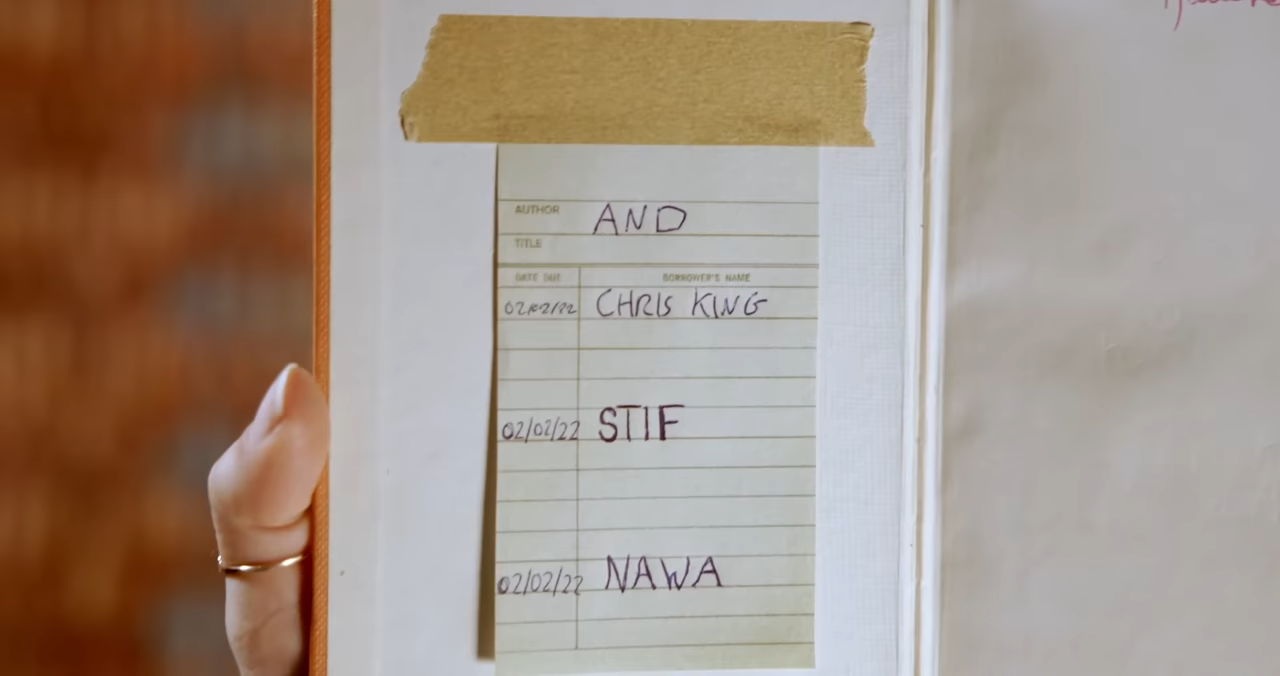 AUTHOR AND
TITLE
DATE DUE BORROWER'S NAME
02/02/22 CHRIS KING
02/02/22 STIF
02/02/22 NAWA